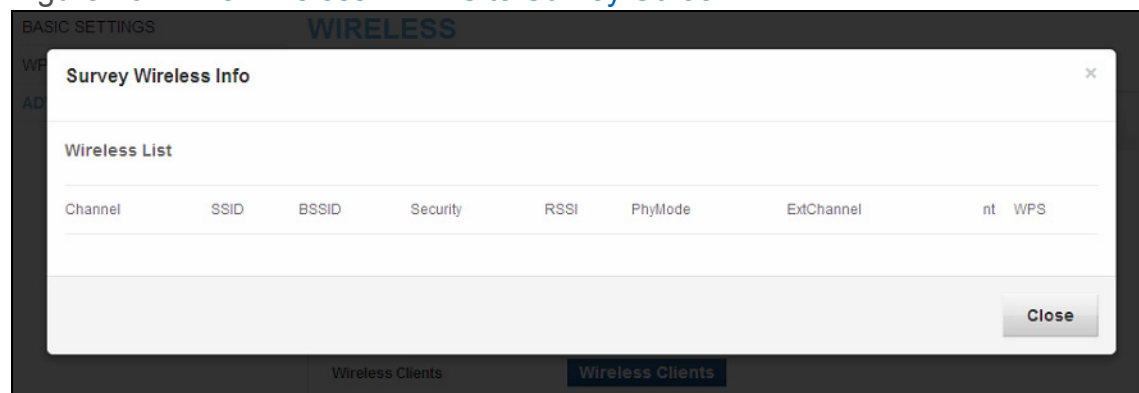 BASIC SETTINGS
WIRELESS
Survey Wireless Info
×
Wireless List
Channel SSID BSSID Security RSSI PhyMode ExtChannel nt WPS
Close
Wireless Clients Wireless Clients